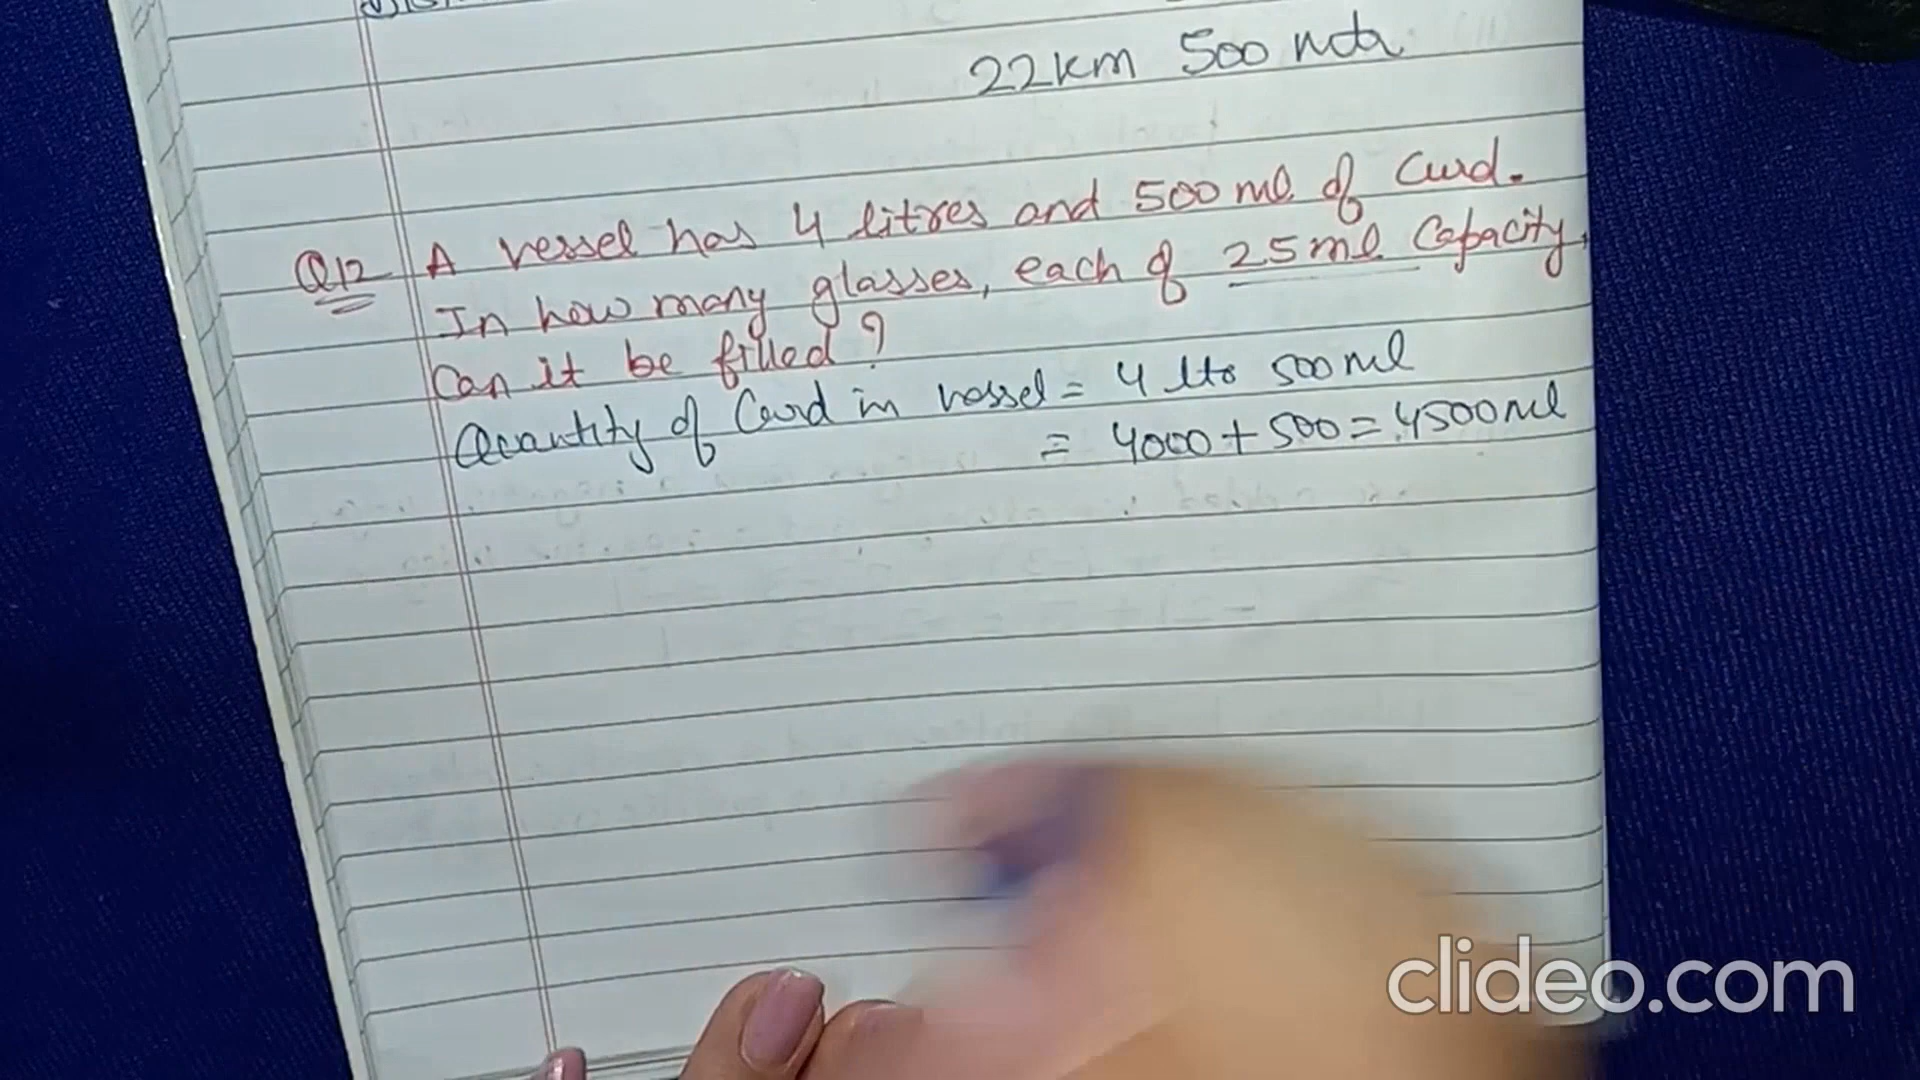 22km 500 mtr
Q12 A vessel has 4 litres and 500 ml of Curd.
In how many glasses, each of 25 ml Capacity,
Can it be filled?
Quantity of Curd in vessel = 4 ltr 500 ml
= 4000 + 500 = 4500 ml
clideo.com